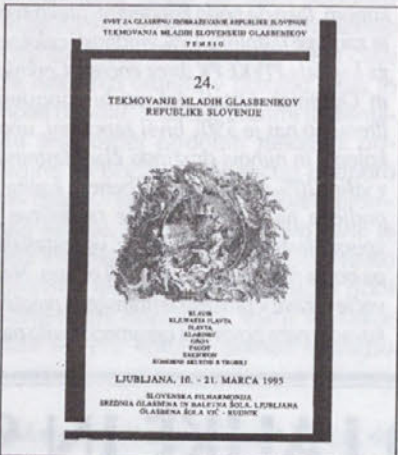 SVET ZA GLASBENO IZOBRAŽEVANJE REPUBLIKE SLOVENIJE
TEKMOVANJA MLADIH SLOVENSKIH GLASBENIKOV
TEMSIG
24.
TEKMOVANJE MLADIH GLASBENIKOV
REPUBLIKE SLOVENIJE
KLAVIR
KLJUNASTA FLAVTA
FLAVTA
KLARINET
OBOA
FAGOT
SAKSOFON
KOMORNE SKUPINE S TROBILI
LJUBLJANA, 10. - 21. MARCA 1995
SLOVENSKA FILHARMONIJA
SREDNJA GLASBENA IN BALETNA ŠOLA, LJUBLJANA
GLASBENA ŠOLA VIČ - RUDNIK